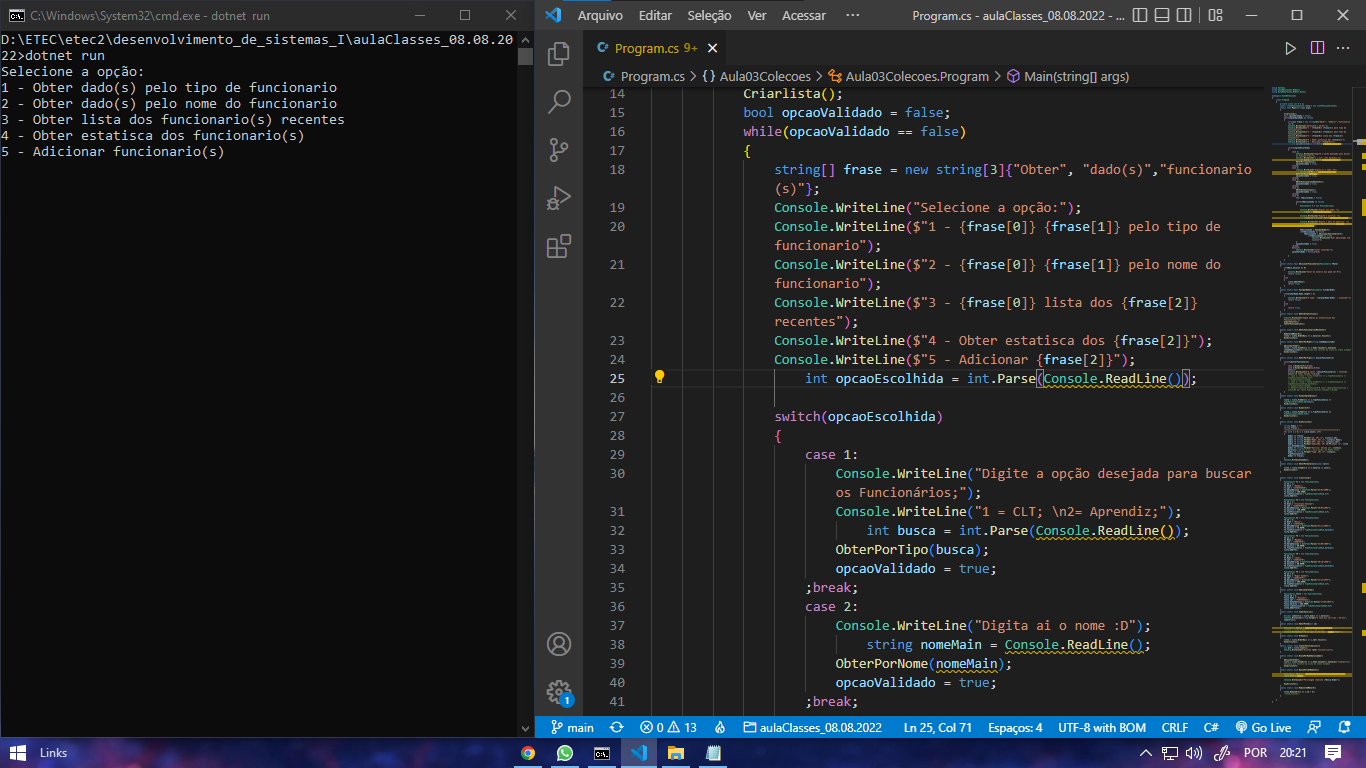 C:\Windows\System32\cmd.exe - dotnet run
D:\ETEC\etec2\desenvolvimento_de_sistemas_I\aulaClasses_08.08.20
22>dotnet run
Selecione a opção:
1 - Obter dado(s) pelo tipo de funcionario
2 - Obter dado(s) pelo nome do funcionario
3 - Obter lista dos funcionario(s) recentes
4 - Obter estatisca dos funcionario(s)
5 - Adicionar funcionario(s)
Arquivo Editar Seleção Ver Acessar ··· Program.cs - aulaClasses_08.08.2022 - ...
Program.cs 9+
Program.cs > {} Aula03Colecoes > Aula03Colecoes.Program > Main(string[] args)
14 Criarlista();
15 bool opcaoValidado = false;
16 while(opcaoValidado == false)
17 {
18 string[] frase = new string[3]{"Obter", "dado(s)","funcionario
(s)"};
19 Console.WriteLine("Selecione a opção:");
20 Console.WriteLine($"1 - {frase[0]} {frase[1]} pelo tipo de
funcionario");
21 Console.WriteLine($"2 - {frase[0]} {frase[1]} pelo nome do
funcionario");
22 Console.WriteLine($"3 - {frase[0]} lista dos {frase[2]}
recentes");
23 Console.WriteLine($"4 - Obter estatisca dos {frase[2]}");
24 Console.WriteLine($"5 - Adicionar {frase[2]}");
25 int opcaoEscolhida = int.Parse(Console.ReadLine());
26
27 switch(opcaoEscolhida)
28 {
29 case 1:
30 Console.WriteLine("Digite a opção desejada para buscar
os Funcionários;");
31 Console.WriteLine("1 = CLT; \n2= Aprendiz;");
32 int busca = int.Parse(Console.ReadLine());
33 ObterPorTipo(busca);
34 opcaoValidado = true;
35 ;break;
36 case 2:
37 Console.WriteLine("Digita ai o nome :D");
38 string nomeMain = Console.ReadLine();
39 ObterPorNome(nomeMain);
40 opcaoValidado = true;
41 ;break;
1
main 0 13 aulaClasses_08.08.2022 Ln 25, Col 71 Espaços: 4 UTF-8 with BOM CRLF C# Go Live
Links POR 20:21